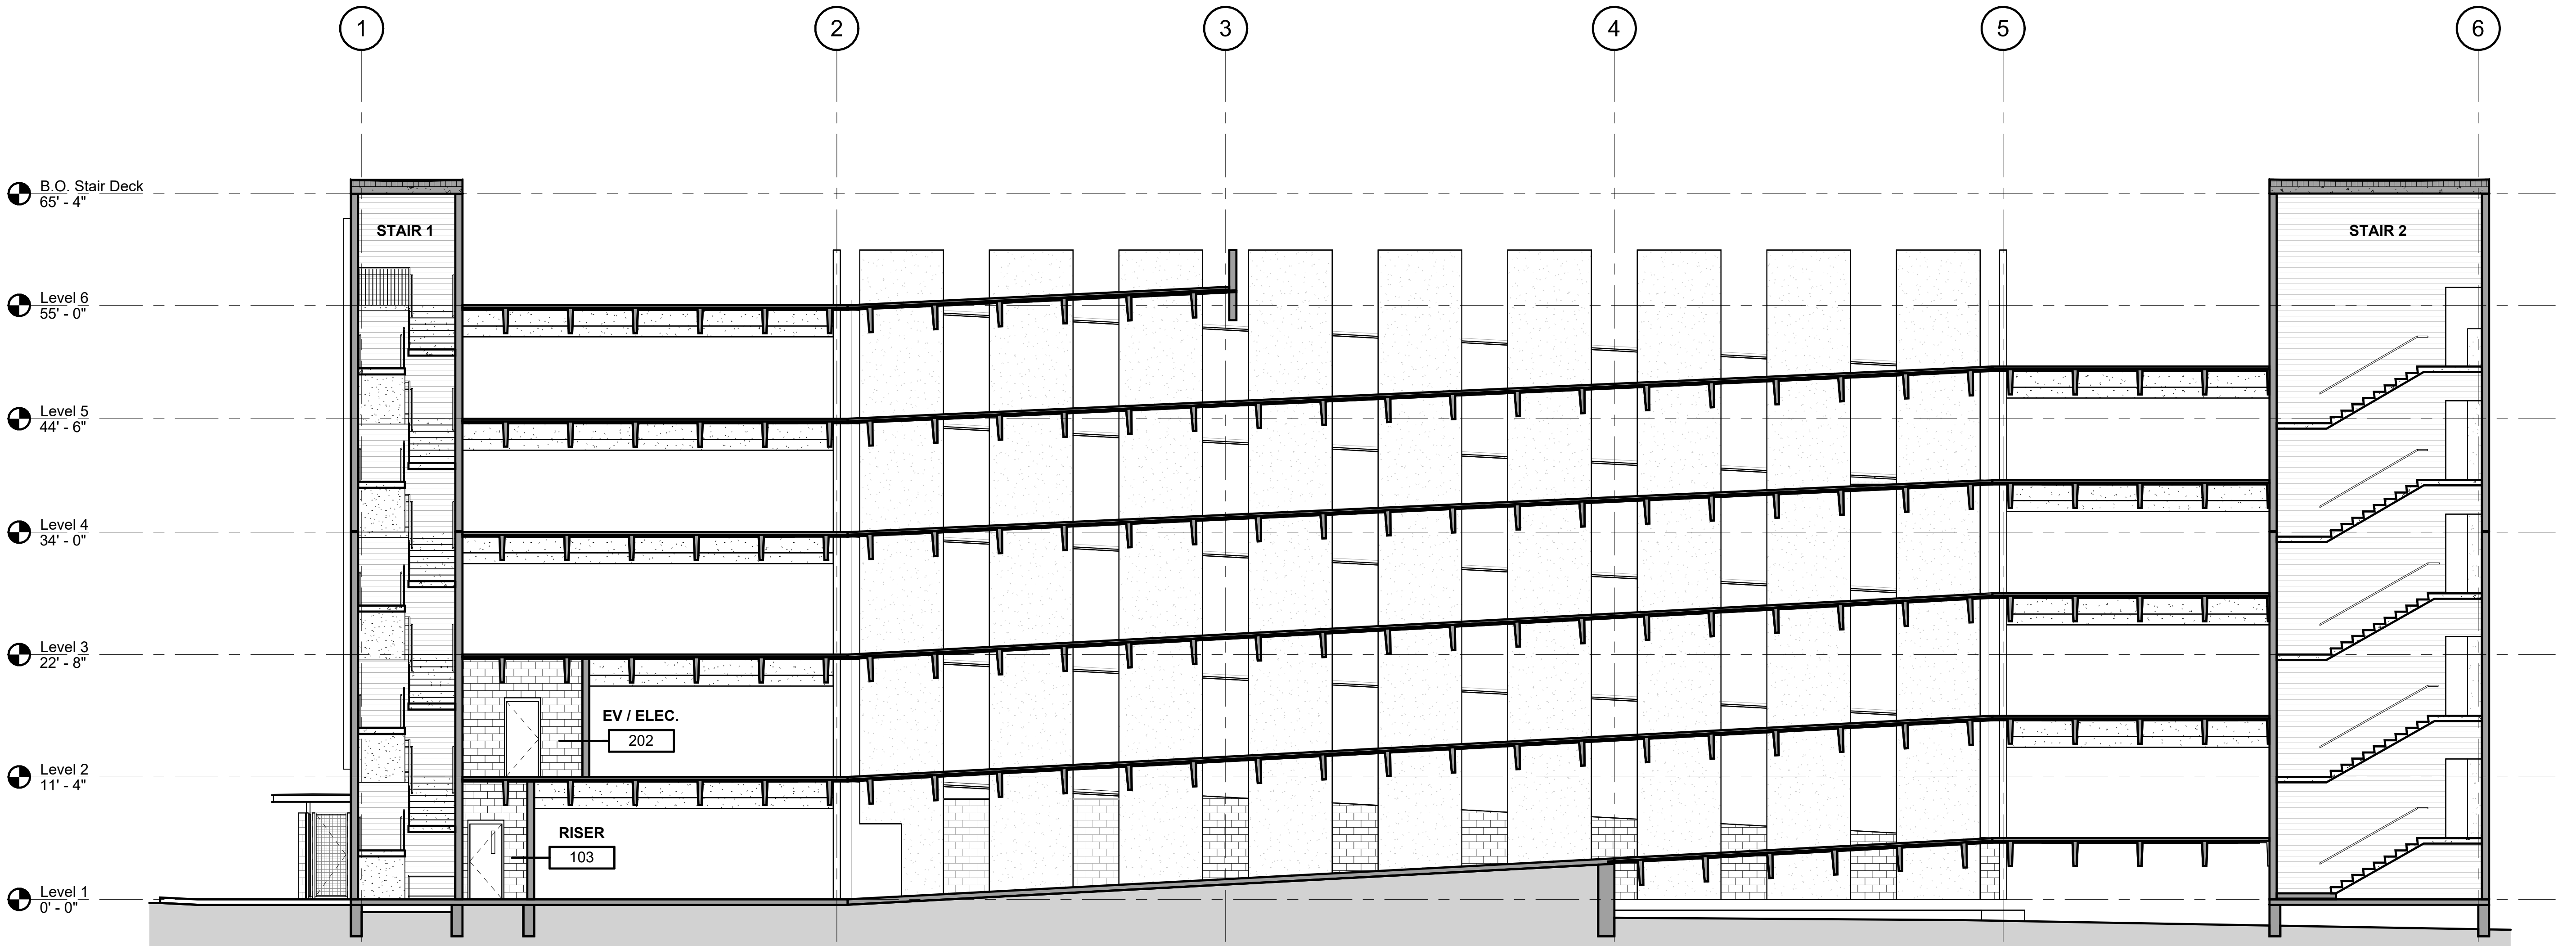 1
2
3
4
5
6
B.O. Stair Deck
65' - 4"
STAIR 1
STAIR 2
Level 6
55' - 0"
Level 5
44' - 6"
Level 4
34' - 0"
Level 3
22' - 8"
EV / ELEC.
202
Level 2
11' - 4"
RISER
103
Level 1
0' - 0"